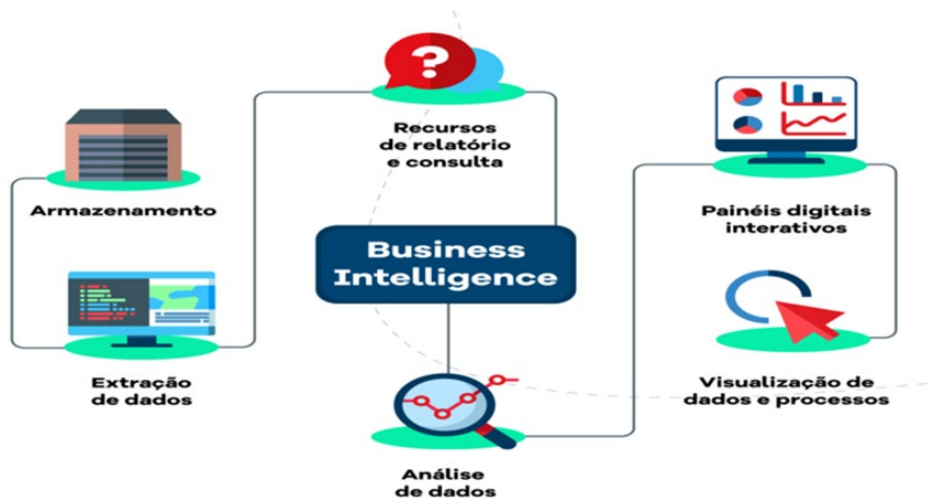 ?
Recursos
de relatório
e consulta
Armazenamento
Painéis digitais
interativos
Business
Intelligence
Extração
de dados
Visualização de
dados e processos
Análise
de dados